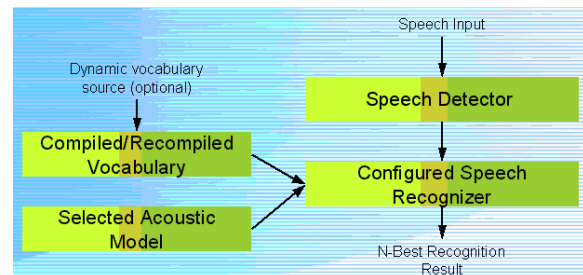 Speech Input
Dynamic vocabulary
source (optional)
Speech Detector
Compiled/Recompiled
Vocabulary
Configured Speech
Recognizer
Selected Acoustic
Model
N-Best Recognition
Result